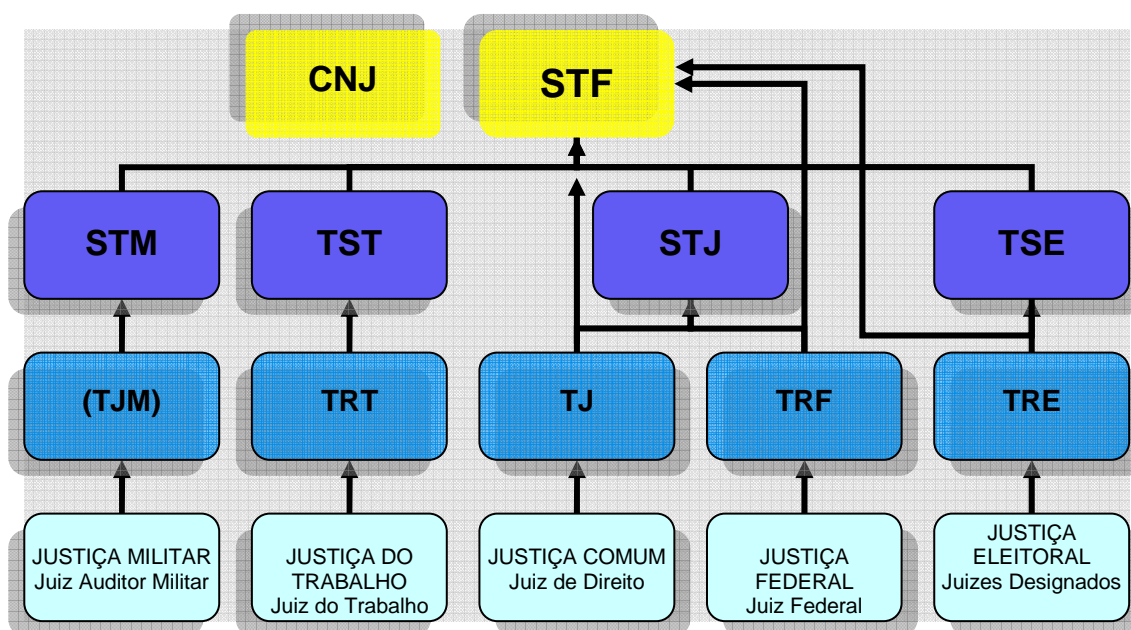 CNJ
STF
STM
TST
STJ
TSE
(TJM)
TRT
TJ
TRF
TRE
JUSTIÇA MILITAR
Juiz Auditor Militar
JUSTIÇA DO
TRABALHO
Juiz do Trabalho
JUSTIÇA COMUM
Juiz de Direito
JUSTIÇA
FEDERAL
Juiz Federal
JUSTIÇA
ELEITORAL
Juizes Designados